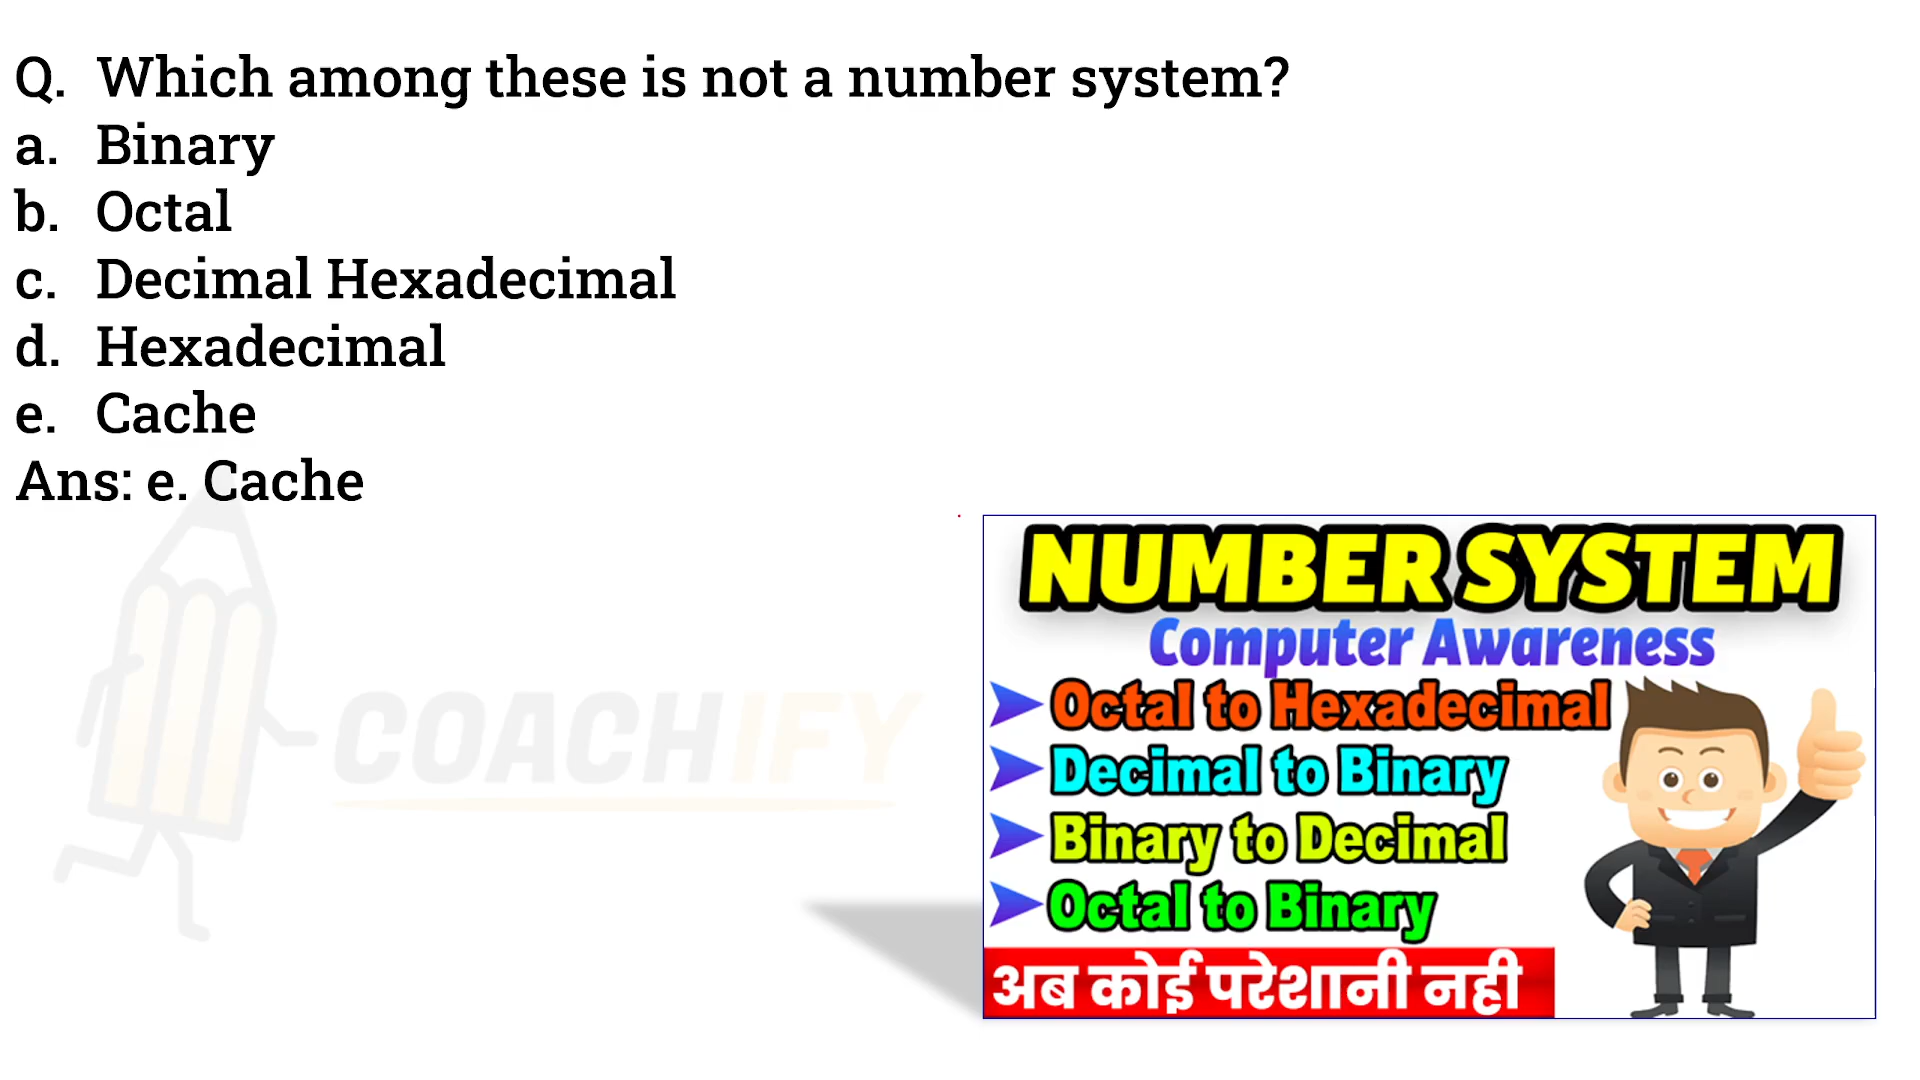 Q. Which among these is not a number system?
a. Binary
b. Octal
c. Decimal Hexadecimal
d. Hexadecimal
e. Cache
Ans: e. Cache
COACHIFY
NUMBER SYSTEM
Computer Awareness
Octal to Hexadecimal
Decimal to Binary
Binary to Decimal
Octal to Binary
अब कोई परेशानी नही